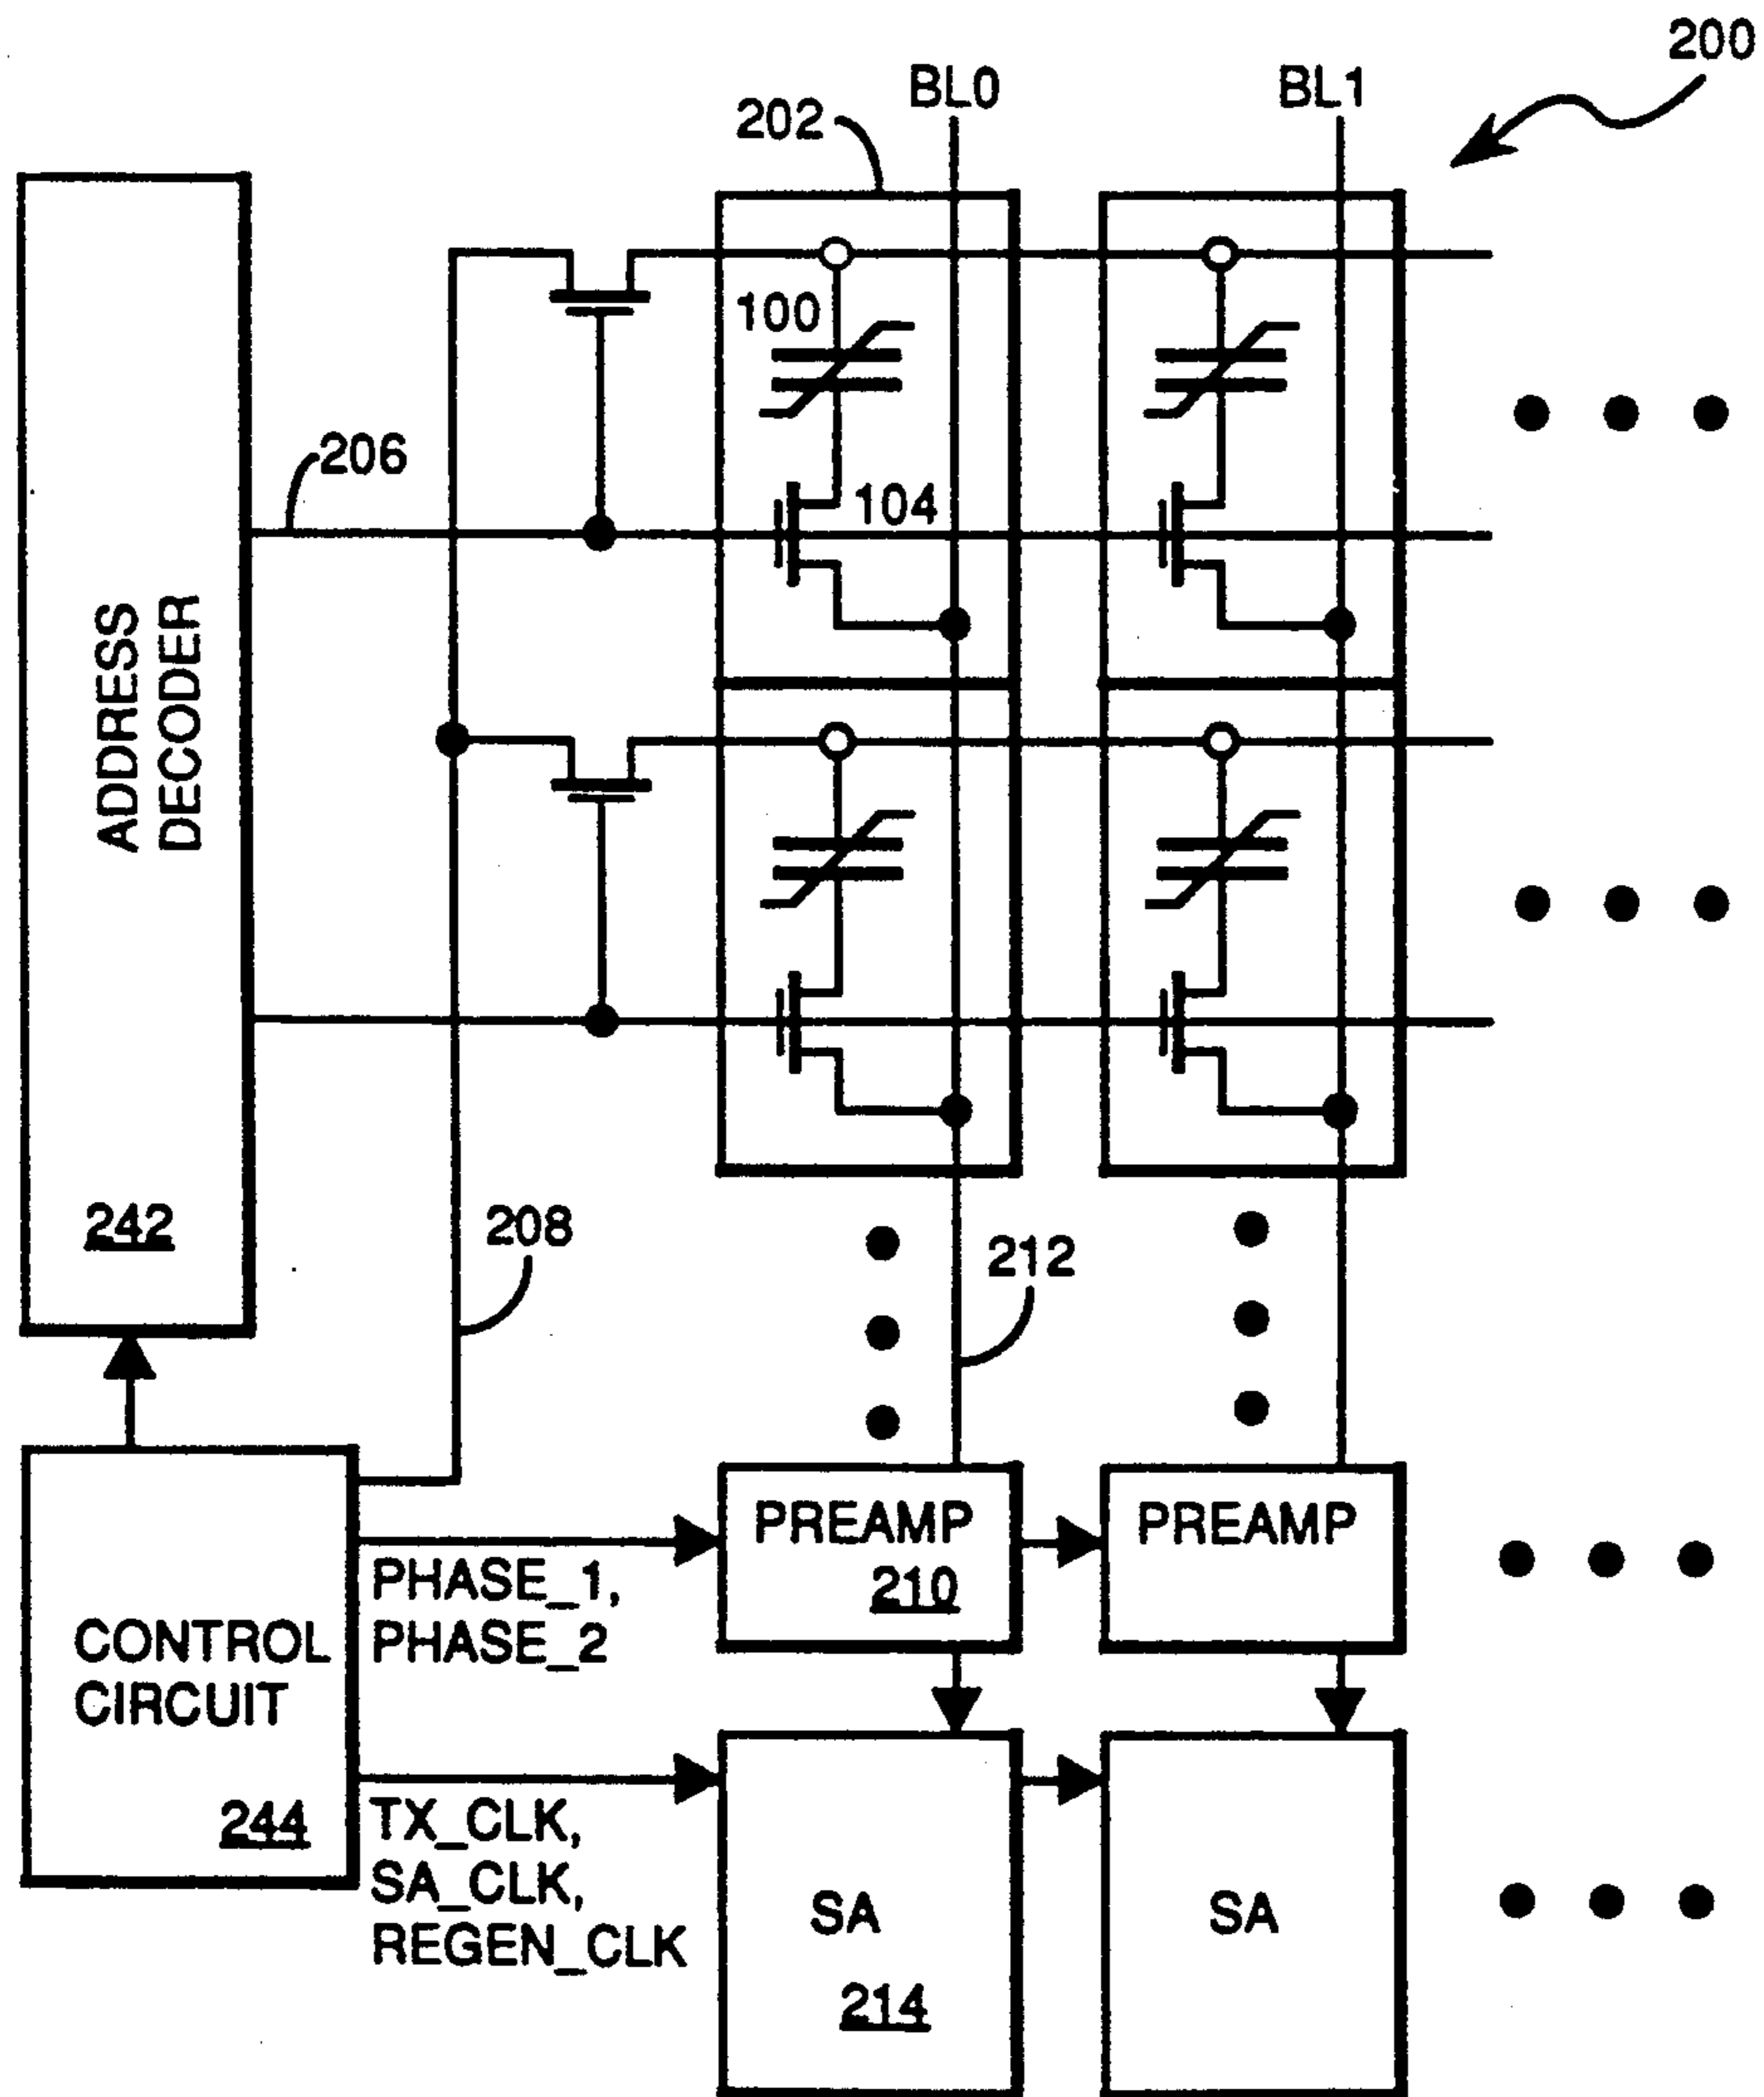 200
BL0
BL1
202
100
206
104
ADDRESS
DECODER
242
208
212
PREAMP
210
PREAMP
PHASE_1,
PHASE_2
CONTROL
CIRCUIT
244
TX_CLK,
SA_CLK,
REGEN_CLK
SA
214
SA